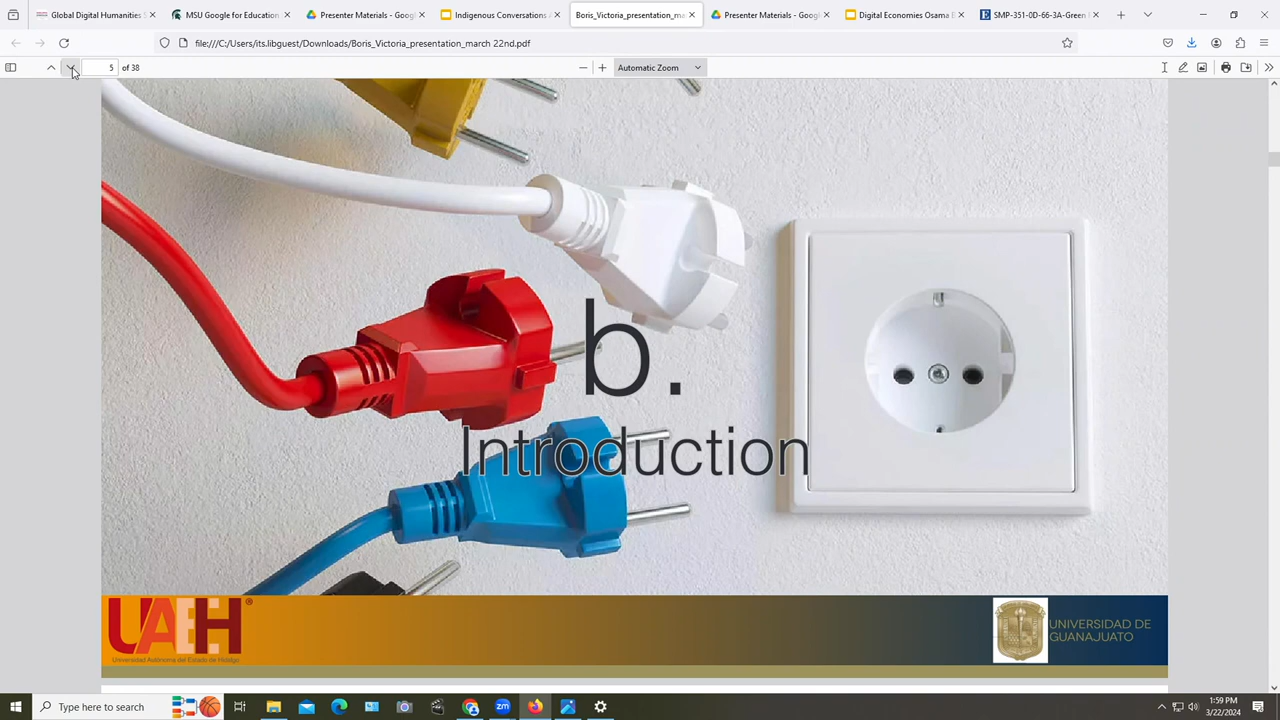 Global Digital Humanities S
MSU Google for Education
Presenter Materials - Googl
Indigenous Conversations
Boris_Victoria_presentation_ma
Presenter Materials - Googl
Digital Economies Osama E
SMP-351-0D-66-3A-Green
file:///C:/Users/its.libguest/Downloads/Boris_Victoria_presentation_march 22nd.pdf
5 of 38
Automatic Zoom
b.
Introduction
UAEH ®
Universidad Autónoma del Estado de Hidalgo
UNIVERSIDAD DE
GUANAJUATO
Type here to search
zm
1:59 PM
3/22/2024